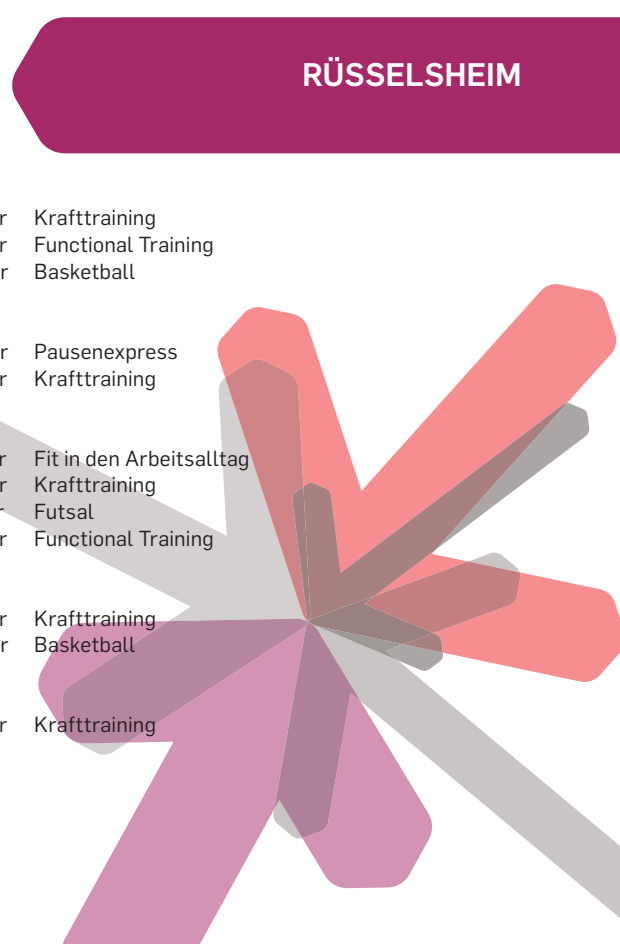 RÜSSELSHEIM
r Krafttraining
r Functional Training
r Basketball
r Pausenexpress
r Krafttraining
r Fit in den Arbeitsalltag
r Krafttraining
r Futsal
r Functional Training
r Krafttraining
r Basketball
r Krafttraining